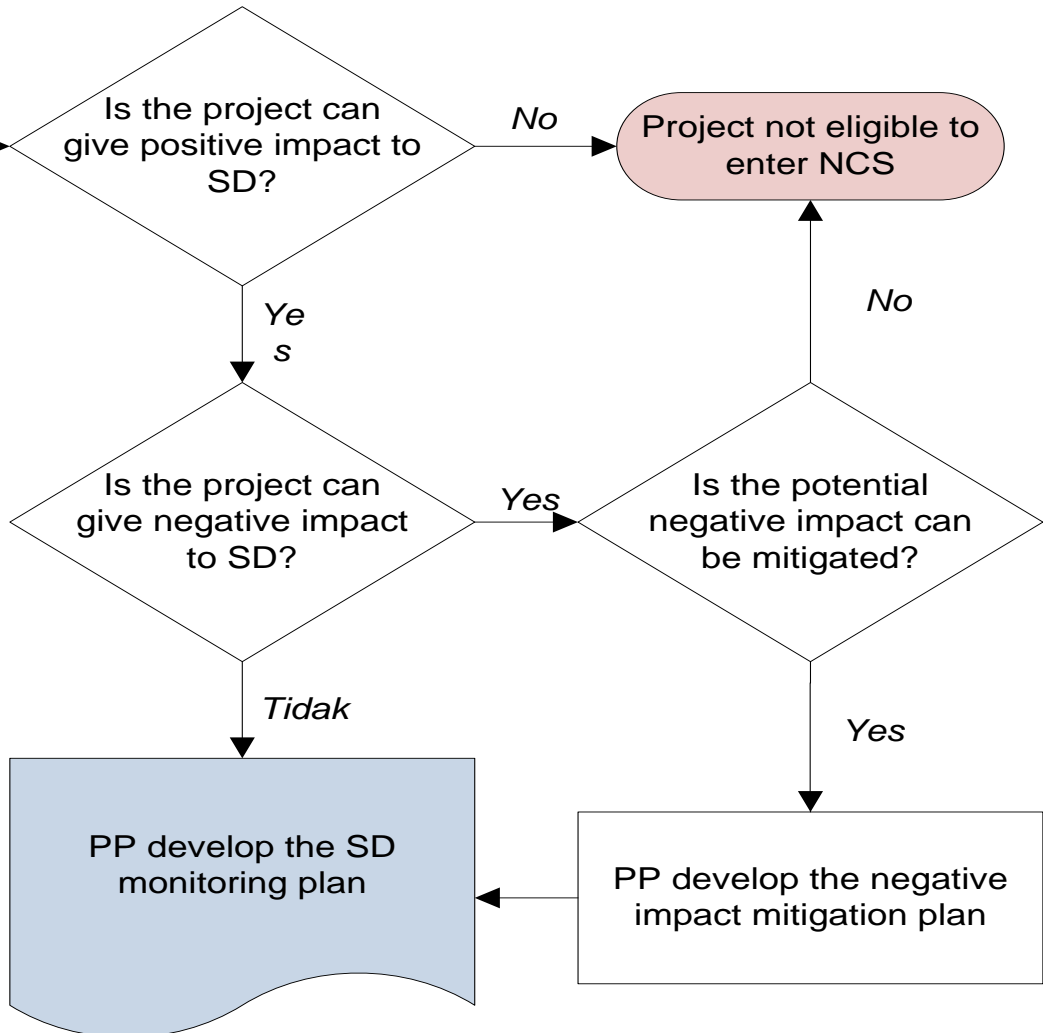 Is the project can
give positive impact to
SD?
No
Project not eligible to
enter NCS
Ye
s
No
Is the project can
give negative impact
to SD?
Yes
Is the potential
negative impact can
be mitigated?
Tidak
Yes
PP develop the SD
monitoring plan
PP develop the negative
impact mitigation plan